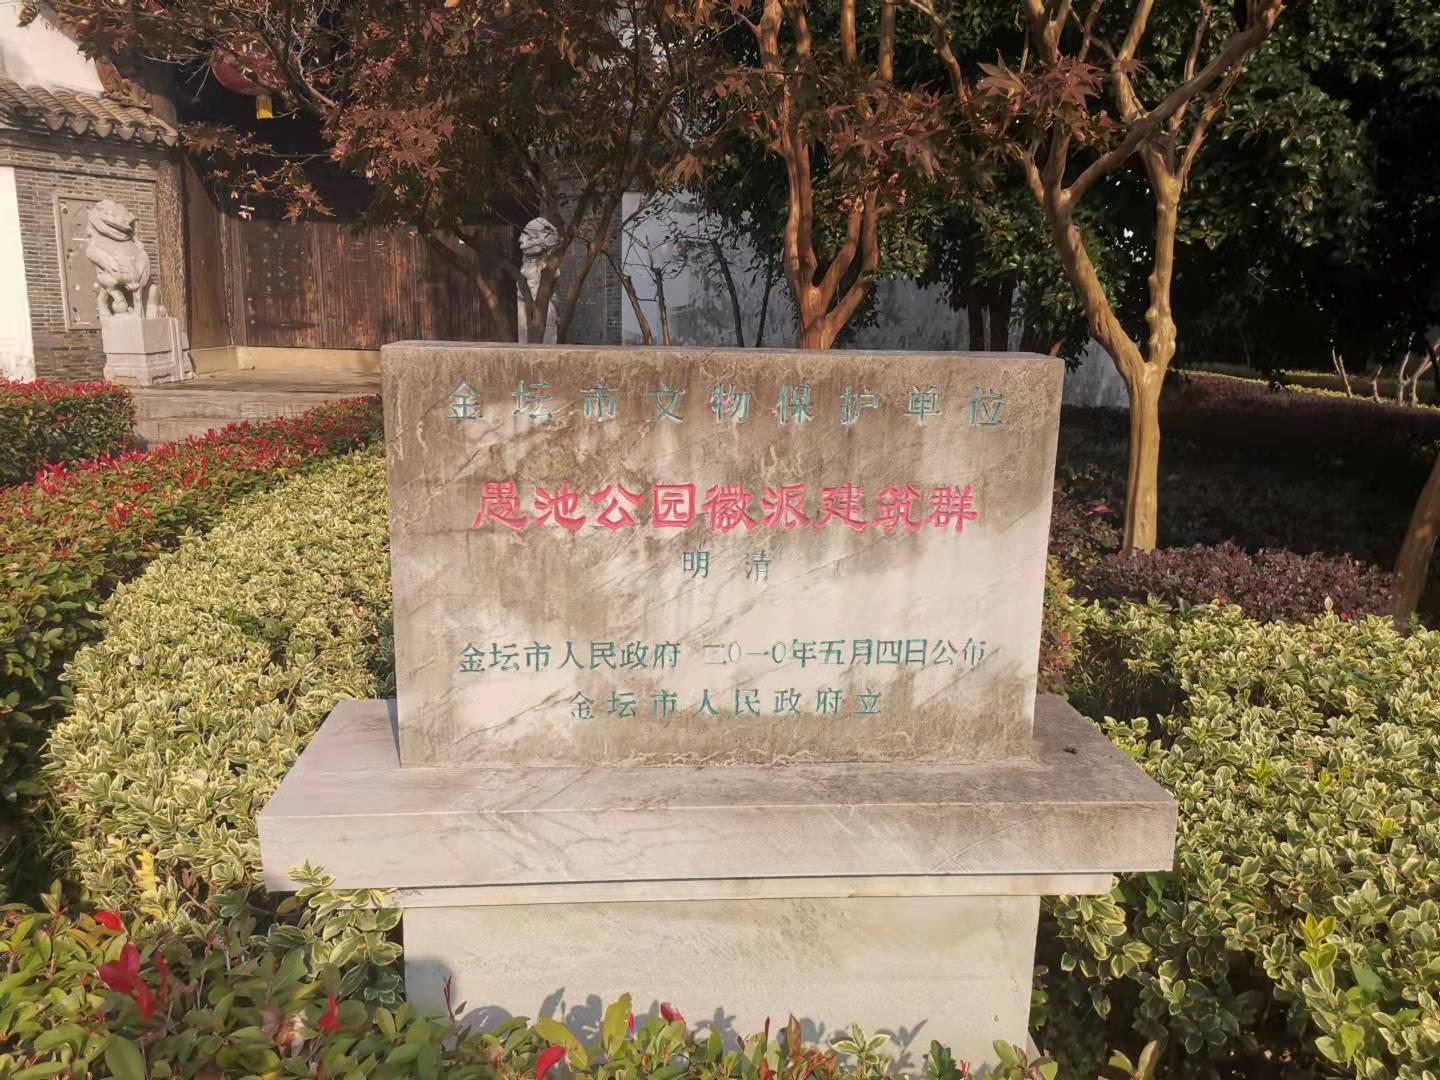 金坛市文物保护单位
愚池公园徽派建筑群
明 清
金坛市人民政府 二〇一〇年五月四日公布
金坛市人民政府立